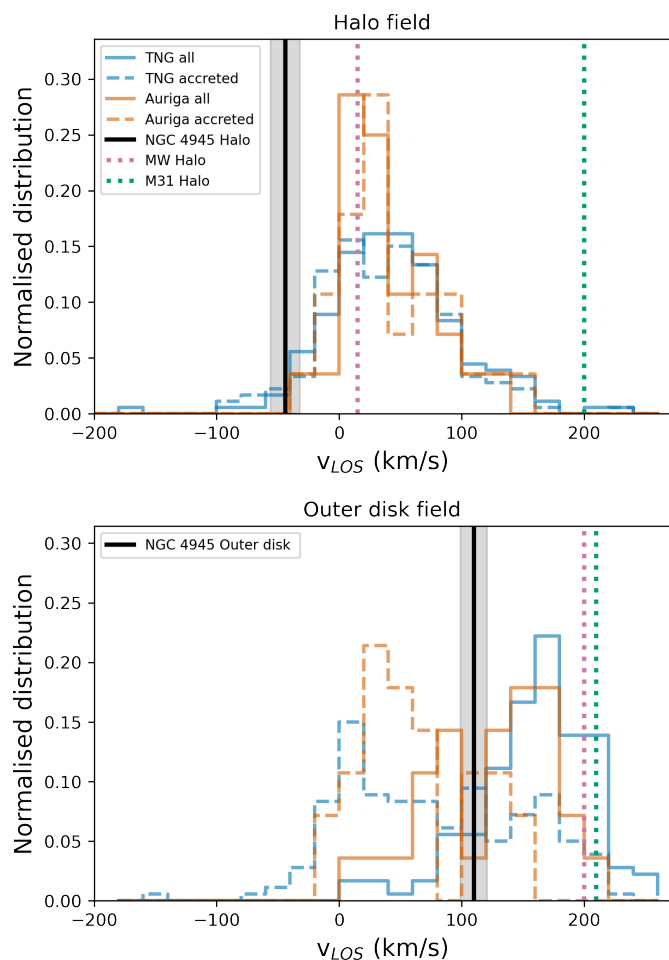 Halo field
TNG all
TNG accreted
Auriga all
Auriga accreted
NGC 4945 Halo
MW Halo
M31 Halo
Normalised distribution
0.30
0.25
0.20
0.15
0.10
0.05
0.00
−200
−100
0
100
200
v_LOS (km/s)
Outer disk field
NGC 4945 Outer disk
Normalised distribution
0.30
0.25
0.20
0.15
0.10
0.05
0.00
−200
−100
0
100
200
v_LOS (km/s)